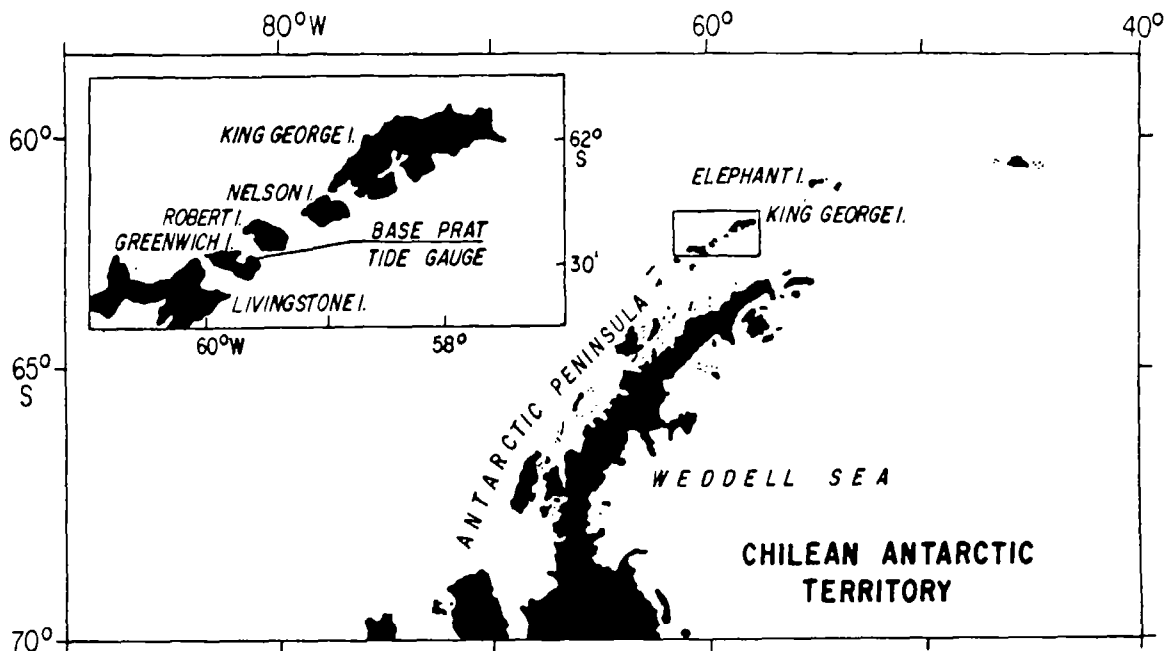 80°W
60°
40°
60°
65°
S
70°
KING GEORGE I.
NELSON I.
ROBERT I.
GREENWICH I.
BASE PRAT
TIDE GAUGE
LIVINGSTONE I.
62°
S
30'
60°W
58°
ELEPHANT I.
KING GEORGE I.
ANTARCTIC PENINSULA
WEDDELL SEA
CHILEAN ANTARCTIC
TERRITORY